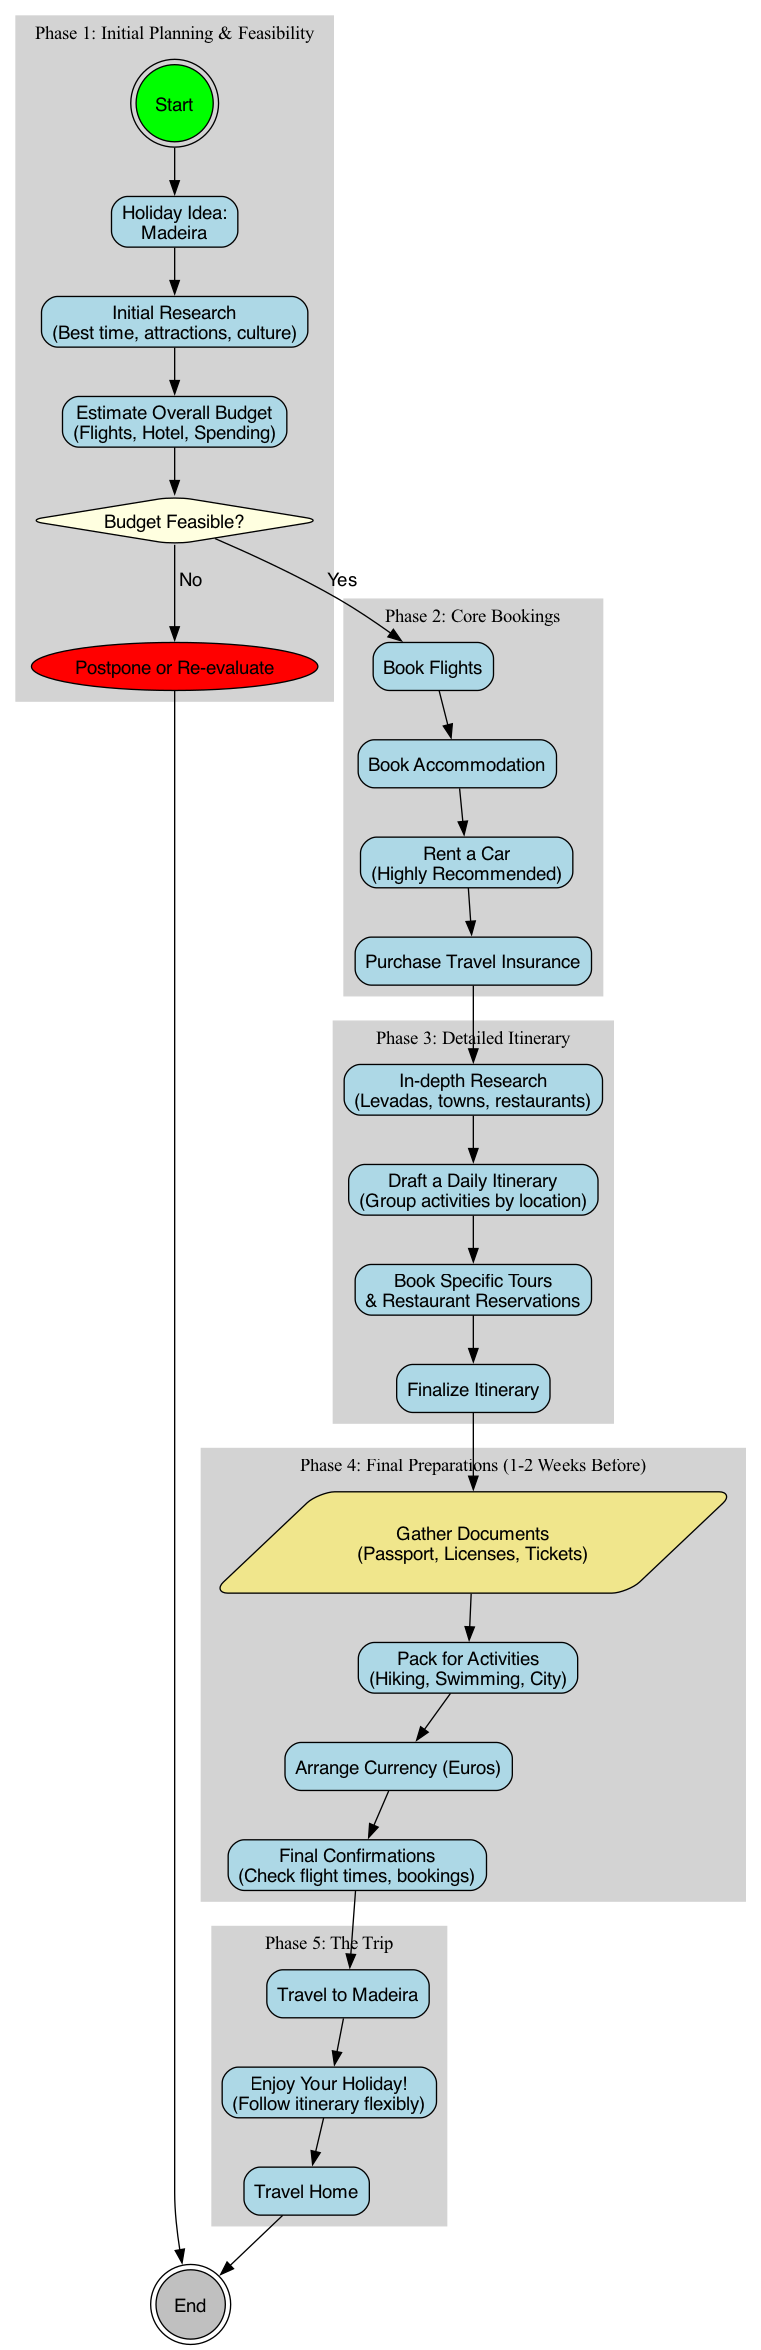 Phase 1: Initial Planning & Feasibility
Start
Holiday Idea:
Madeira
Initial Research
(Best time, attractions, culture)
Estimate Overall Budget
(Flights, Hotel, Spending)
Budget Feasible?
No
Yes
Postpone or Re-evaluate
Phase 2: Core Bookings
Book Flights
Book Accommodation
Rent a Car
(Highly Recommended)
Purchase Travel Insurance
Phase 3: Detailed Itinerary
In-depth Research
(Levadas, towns, restaurants)
Draft a Daily Itinerary
(Group activities by location)
Book Specific Tours
& Restaurant Reservations
Finalize Itinerary
Phase 4: Final Preparations (1-2 Weeks Before)
Gather Documents
(Passport, Licenses, Tickets)
Pack for Activities
(Hiking, Swimming, City)
Arrange Currency (Euros)
Final Confirmations
(Check flight times, bookings)
Phase 5: The Trip
Travel to Madeira
Enjoy Your Holiday!
(Follow itinerary flexibly)
Travel Home
End